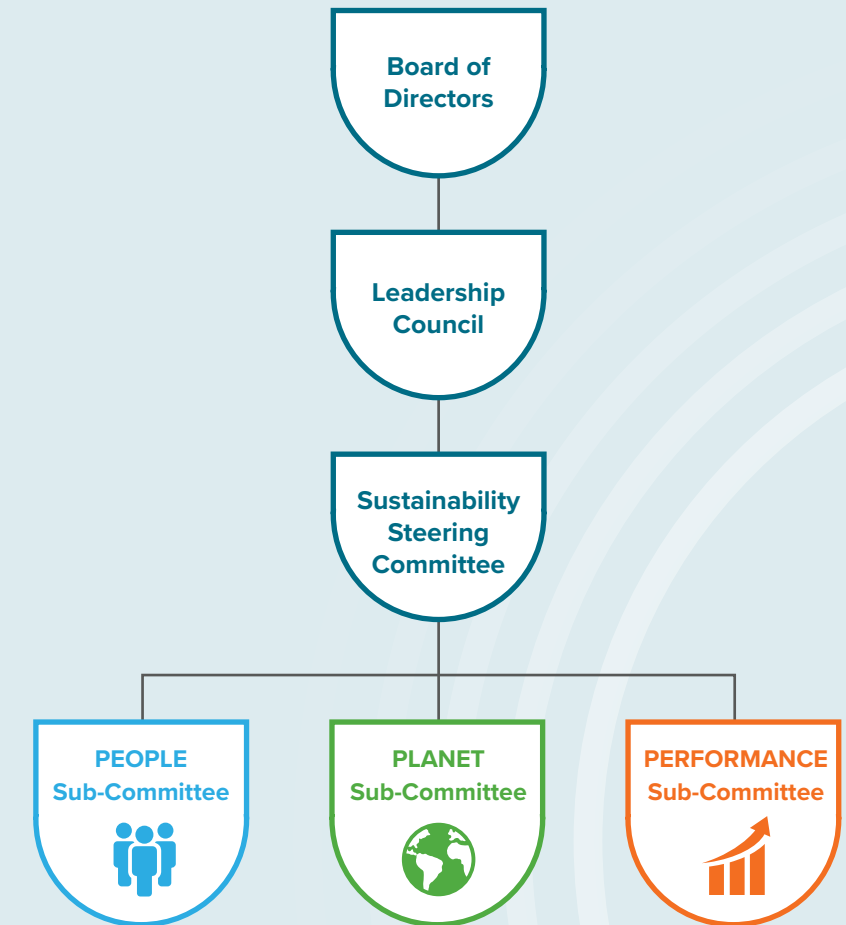 Board of
Directors
Leadership
Council
Sustainability
Steering
Committee
PEOPLE
Sub-Committee
PLANET
Sub-Committee
PERFORMANCE
Sub-Committee